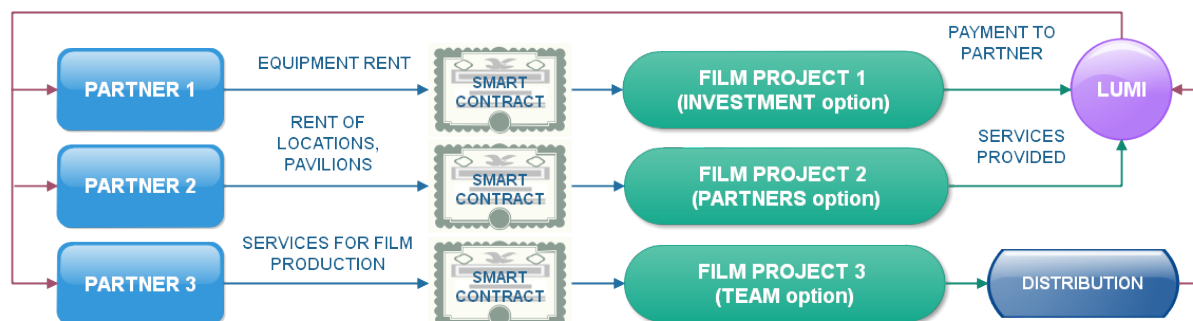 PARTNER 1
EQUIPMENT RENT
SMART
CONTRACT
FILM PROJECT 1
(INVESTMENT option)
PAYMENT TO
PARTNER
LUMI
PARTNER 2
RENT OF
LOCATIONS,
PAVILIONS
SMART
CONTRACT
FILM PROJECT 2
(PARTNERS option)
SERVICES
PROVIDED
PARTNER 3
SERVICES FOR FILM
PRODUCTION
SMART
CONTRACT
FILM PROJECT 3
(TEAM option)
DISTRIBUTION